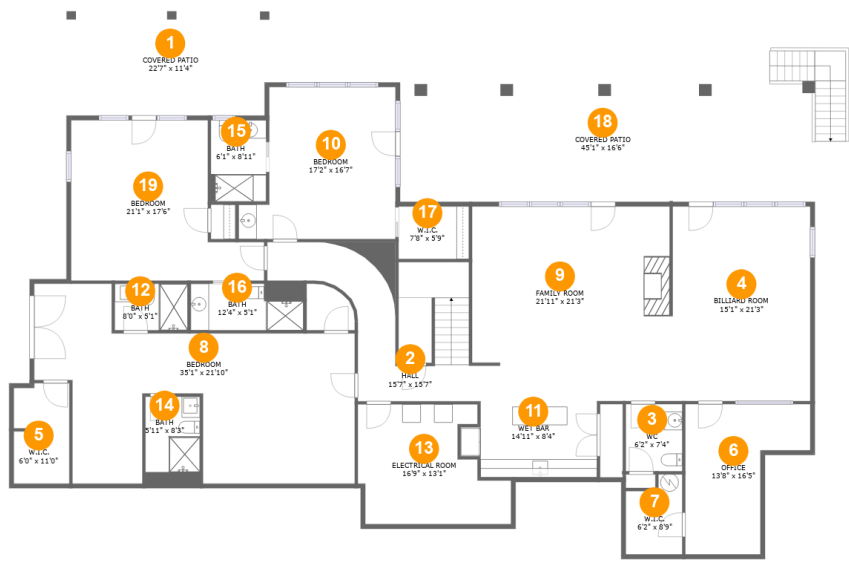 1
COVERED PATIO
22'7" x 11'4"
15
BATH
6'1" x 8'11"
10
BEDROOM
17'2" x 16'7"
18
COVERED PATIO
45'1" x 16'6"
19
BEDROOM
21'1" x 17'6"
17
W.I.C.
7'8" x 5'9"
9
FAMILY ROOM
21'11" x 21'3"
4
BILLIARD ROOM
15'1" x 21'3"
12
BATH
8'0" x 5'1"
16
BATH
12'4" x 5'1"
8
BEDROOM
35'1" x 21'10"
2
HALL
15'7" x 15'7"
14
BATH
5'11" x 8'3"
5
W.I.C.
6'0" x 11'0"
13
ELECTRICAL ROOM
16'9" x 13'1"
11
WET BAR
14'11" x 8'4"
3
WC
6'2" x 7'4"
6
OFFICE
13'8" x 16'5"
7
W.I.C.
6'2" x 8'9"